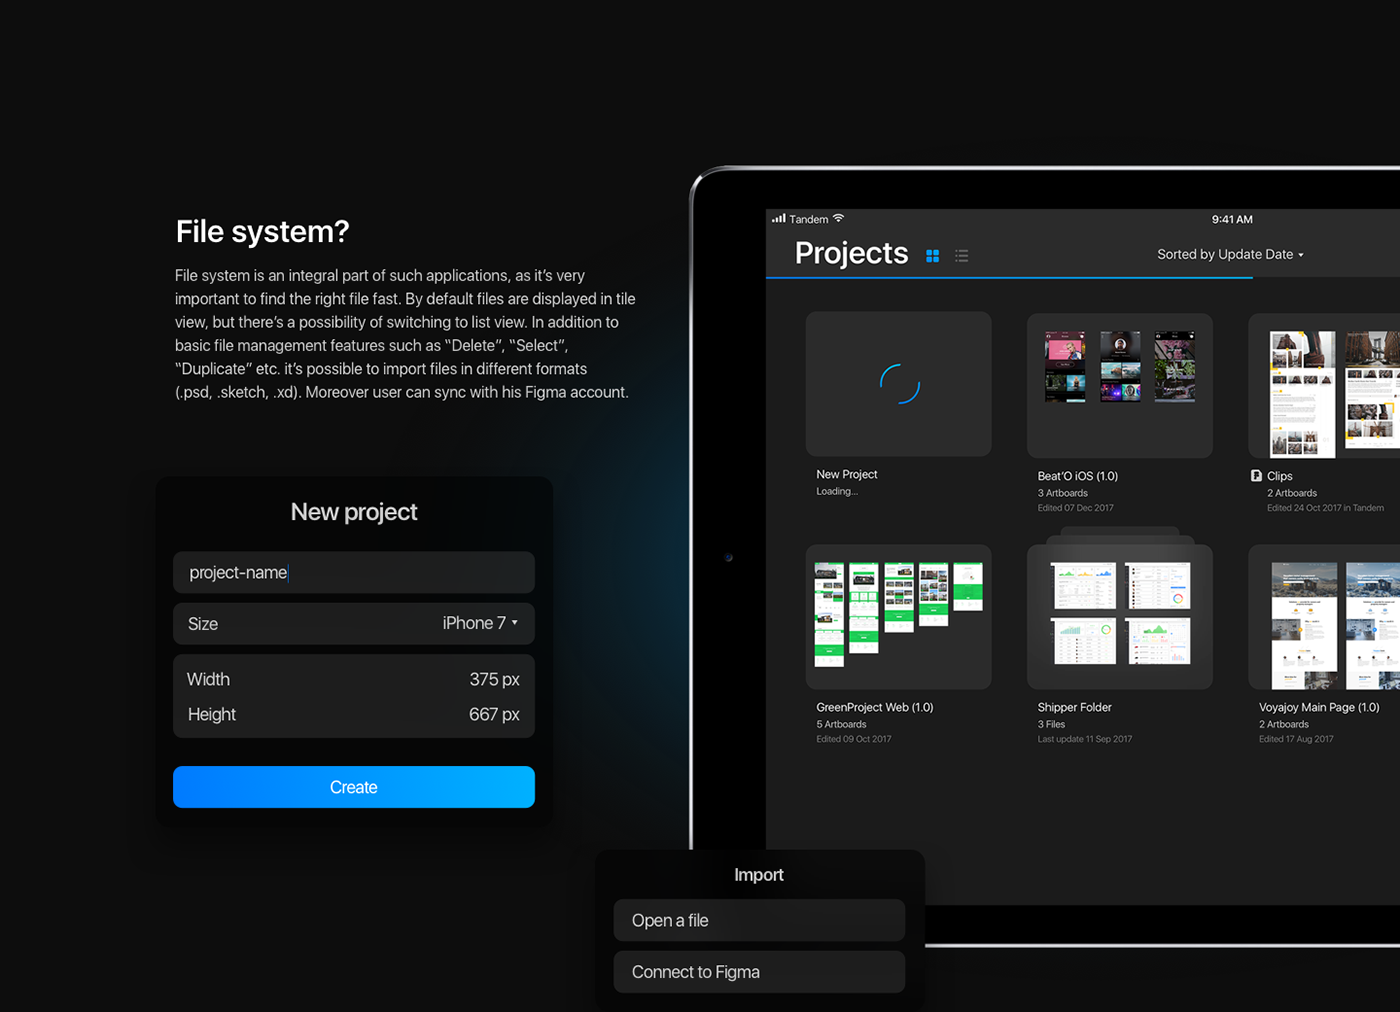 File system?
File system is an integral part of such applications, as it’s very
important to find the right file fast. By default files are displayed in tile
view, but there’s a possibility of switching to list view. In addition to
basic file management features such as “Delete”, “Select”,
“Duplicate” etc. it’s possible to import files in different formats
(.psd, .sketch, .xd). Moreover user can sync with his Figma account.
New project
project-name
Size iPhone 7
Width 375 px
Height 667 px
Create
Tandem 9:41 AM
Projects Sorted by Update Date
New Project
Loading...
Beat’O iOS (1.0)
3 Artboards
Edited 07 Dec 2017
Clips
2 Artboards
Edited 24 Oct 2017 in Tandem
GreenProject Web (1.0)
5 Artboards
Edited 09 Oct 2017
Shipper Folder
3 Files
Last update 11 Sep 2017
Voyajoy Main Page (1.0)
2 Artboards
Edited 17 Aug 2017
Import
Open a file
Connect to Figma